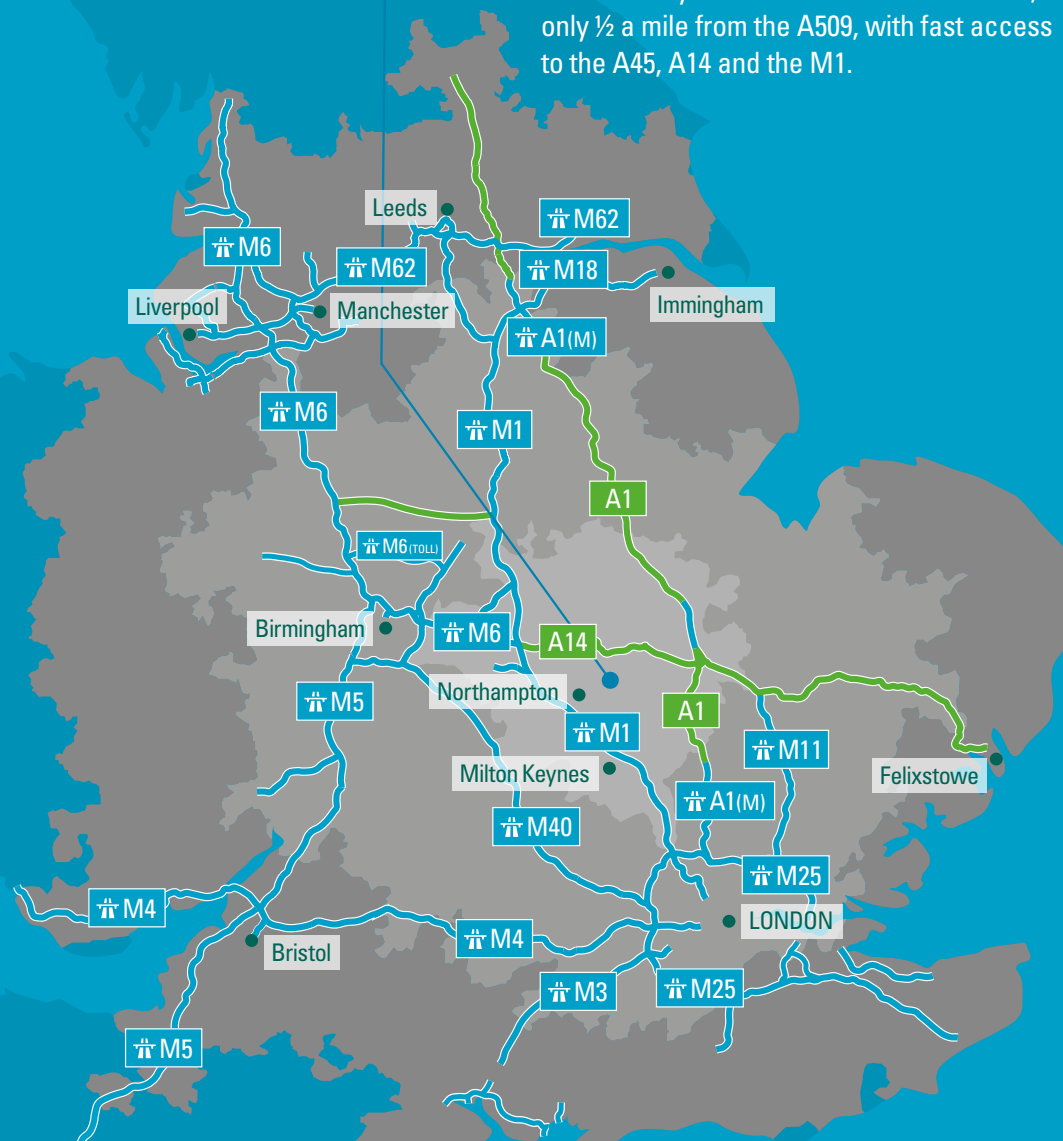 only ½ a mile from the A509, with fast access
to the A45, A14 and the M1.
Leeds
M62
M6
M62
M18
Immingham
Liverpool
Manchester
A1(M)
M6
M1
A1
M6(TOLL)
Birmingham
M6
A14
Northampton
M5
A1
M1
M11
Milton Keynes
Felixstowe
A1(M)
M40
M25
M4
LONDON
M4
Bristol
M3
M25
M5